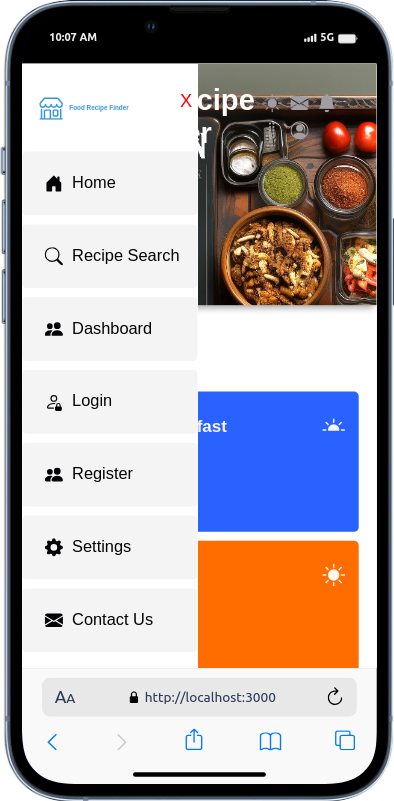 10:07 AM
5G
Food Recipe Finder
X
cipe
r
Home
Recipe Search
Dashboard
Login
fast
Register
Settings
Contact Us
AA
http://localhost:3000